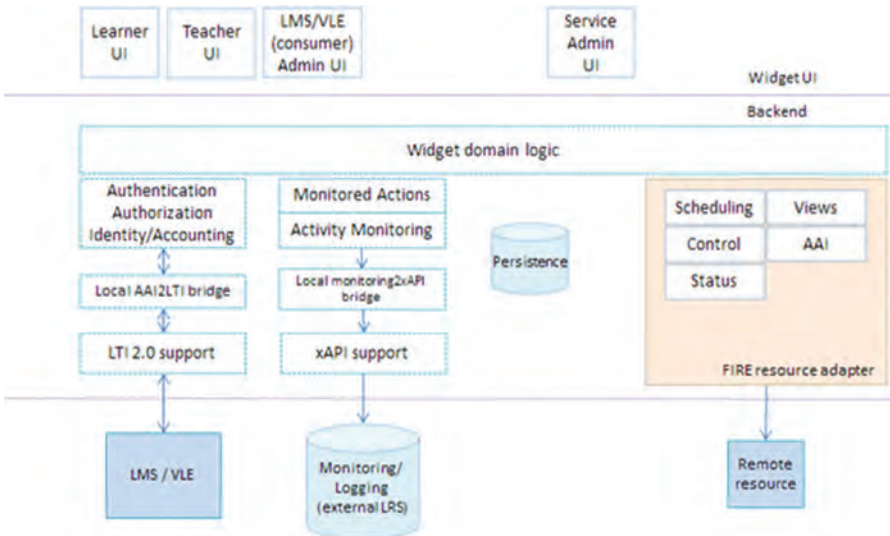 Learner
UI
Teacher
UI
LMS/VLE
(consumer)
Admin UI
Service
Admin
UI
Widget UI
Backend
Widget domain logic
Authentication
Authorization
Identity/Accounting
Monitored Actions
Activity Monitoring
Persistence
Scheduling
Views
Control
AAI
Status
Local AAI2LTI bridge
Local monitoring2xAPI
bridge
LTI 2.0 support
xAPI support
FIRE resource adapter
LMS / VLE
Monitoring/
Logging
(external LRS)
Remote
resource